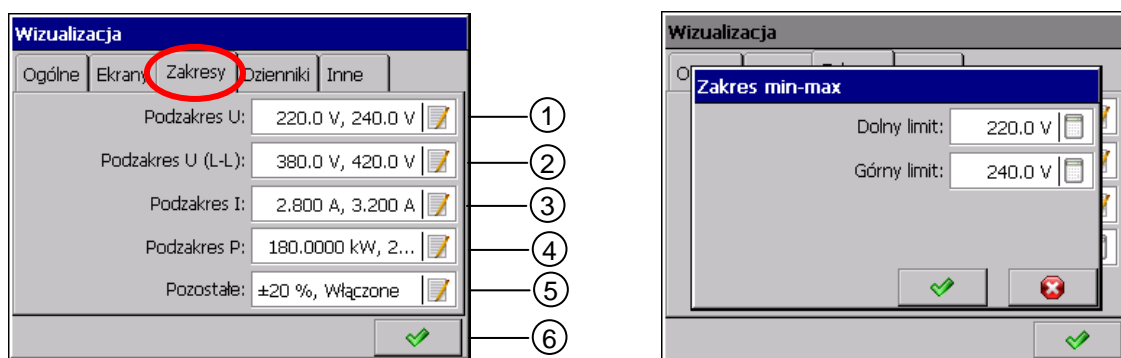 Wizualizacja
Ogólne Ekrany Zakresy Dzienniki Inne
Podzakres U: 220.0 V, 240.0 V 1
Podzakres U (L-L): 380.0 V, 420.0 V 2
Podzakres I: 2.800 A, 3.200 A 3
Podzakres P: 180.0000 kW, 2... 4
Pozostałe: ±20 %, Włączone 5
6
Wizualizacja
Zakres min-max
Dolny limit: 220.0 V
Górny limit: 240.0 V